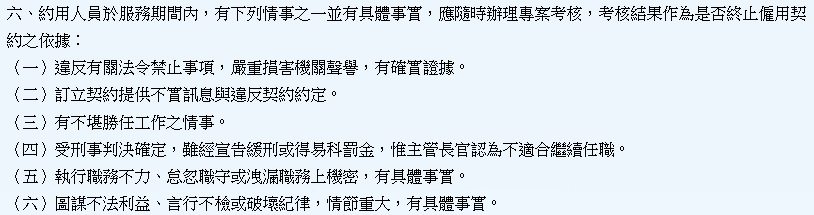 六、約用人員於服務期間內，有下列情事之一並有具體事實，應隨時辦理專案考核，考核結果作為是否終止僱用契
約之依據：
（一）違反有關法令禁止事項，嚴重損害機關聲譽，有確實證據。
（二）訂立契約提供不實訊息與違反契約約定。
（三）有不堪勝任工作之情事。
（四）受刑事判決確定，雖經宣告緩刑或得易科罰金，惟主管長官認為不適合繼續任職。
（五）執行職務不力、怠忽職守或洩漏職務上機密，有具體事實。
（六）圖謀不法利益、言行不檢或破壞紀律，情節重大，有具體事實。